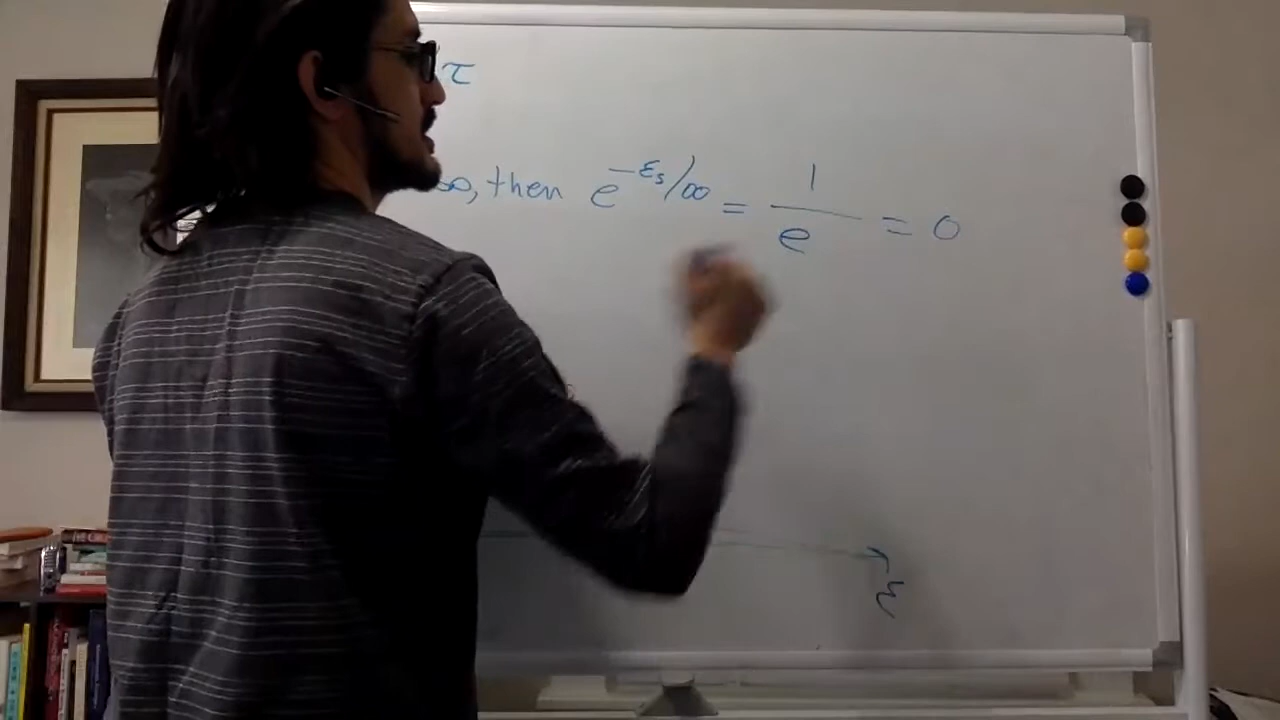 τ
∞, then e^{-ε_s/∞} = 1/e = 0
ε